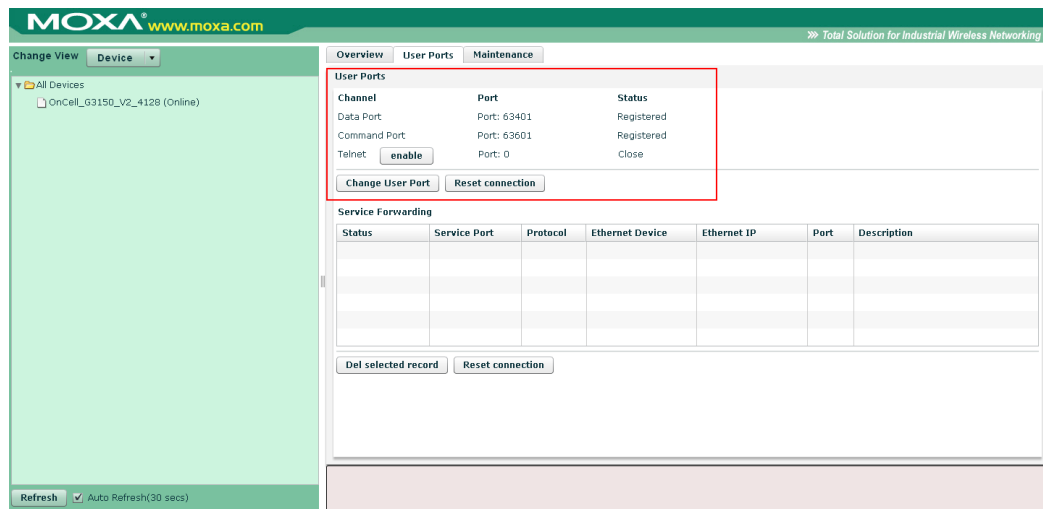 MOXA® www.moxa.com
Total Solution for Industrial Wireless Networking
Change View Device
Overview User Ports Maintenance
All Devices
OnCell_G3150_V2_4128 (Online)
User Ports
Channel Port Status
Data Port Port: 63401 Registered
Command Port Port: 63601 Registered
Telnet enable Port: 0 Close
Change User Port Reset connection
Service Forwarding
Status Service Port Protocol Ethernet Device Ethernet IP Port Description
Del selected record Reset connection
Refresh Auto Refresh(30 secs)